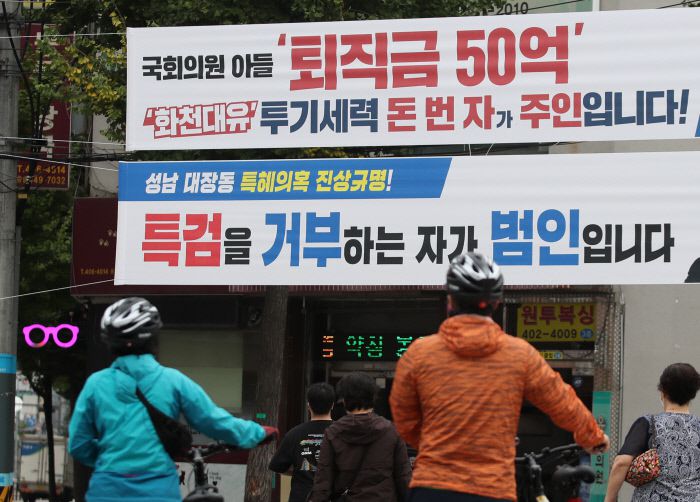 2010
국회의원 아들 '퇴직금 50억'
'화천대유' 투기세력 돈 번 자가 주인입니다!
성남 대장동 특혜의혹 진상규명!
특검을 거부하는 자가 범인입니다
원투복싱
402-4009